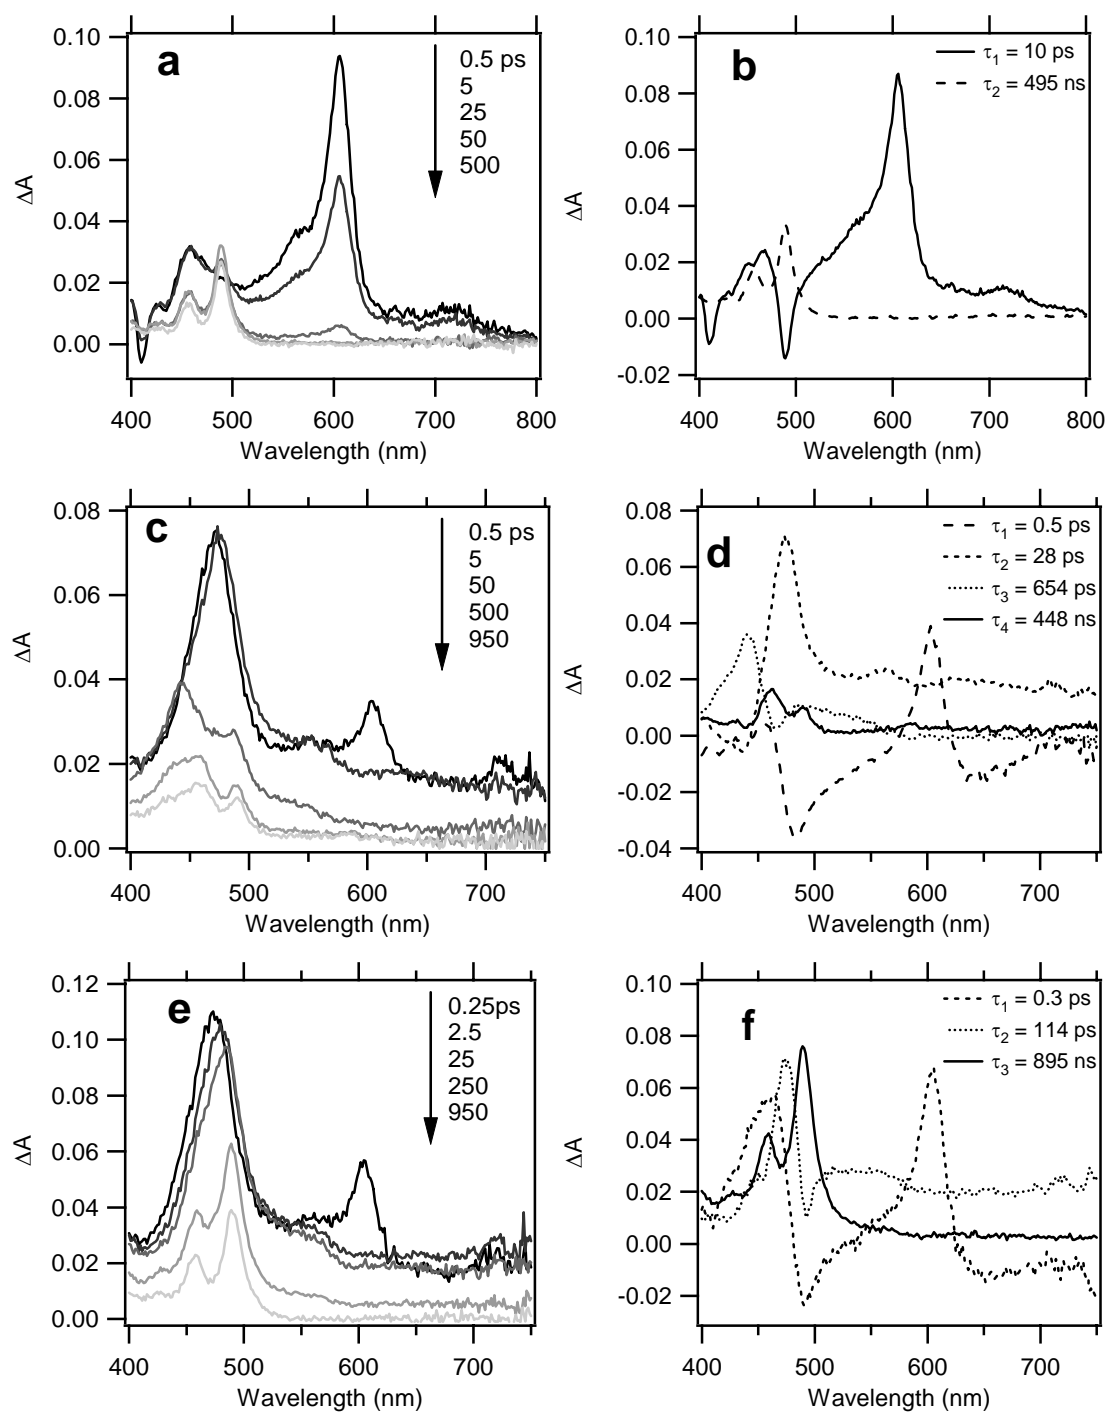 a
0.10
0.08
0.06
0.04
0.02
0.00
ΔA
0.5 ps
5
25
50
500
400 500 600 700 800
Wavelength (nm)
b
0.10
0.08
0.06
0.04
0.02
0.00
-0.02
ΔA
τ1 = 10 ps
τ2 = 495 ns
400 500 600 700 800
Wavelength (nm)
c
0.08
0.06
0.04
0.02
0.00
ΔA
0.5 ps
5
50
500
950
400 500 600 700
Wavelength (nm)
d
0.08
0.06
0.04
0.02
0.00
-0.02
-0.04
ΔA
τ1 = 0.5 ps
τ2 = 28 ps
τ3 = 654 ps
τ4 = 448 ns
400 500 600 700
Wavelength (nm)
e
0.12
0.10
0.08
0.06
0.04
0.02
0.00
ΔA
0.25ps
2.5
25
250
950
400 500 600 700
Wavelength (nm)
f
0.10
0.08
0.06
0.04
0.02
0.00
-0.02
ΔA
τ1 = 0.3 ps
τ2 = 114 ps
τ3 = 895 ns
400 500 600 700
Wavelength (nm)